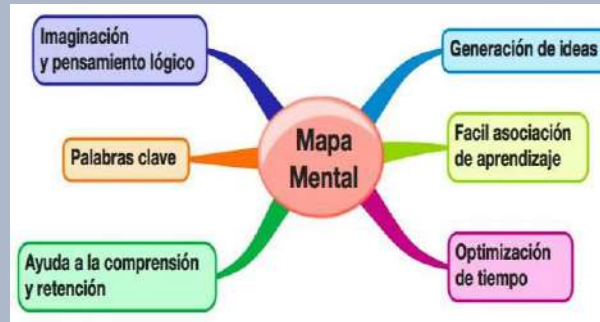 Imaginación
y pensamiento lógico
Generación de ideas
Palabras clave
Mapa
Mental
Facil asociación
de aprendizaje
Ayuda a la comprensión
y retención
Optimización
de tiempo